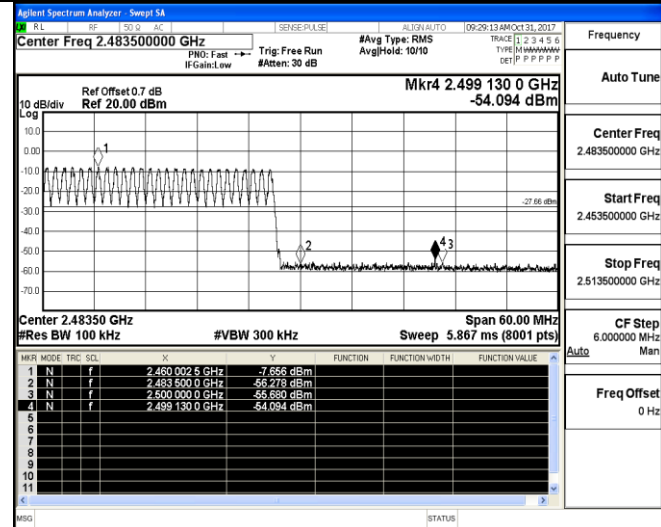 Agilent Spectrum Analyzer - Swept SA
RL RF 50 Ω AC SENSE:PULSE ALIGN AUTO 09:29:13 AM Oct 31, 2017
Center Freq 2.483500000 GHz #Avg Type: RMS TRACE 1 2 3 4 5 6
PNO: Fast Trig: Free Run Avg|Hold: 10/10 TYPE M
IFGain:Low #Atten: 30 dB DET P P P P P P
Mkr4 2.499 130 0 GHz
-54.094 dBm
Ref Offset 0.7 dB
10 dB/div Ref 20.00 dBm
Log
10.0
0.00
-10.0
-20.0
-30.0
-40.0
-50.0
-60.0
-70.0
1
2
4
3
-27.66 dBm
Center 2.48350 GHz Span 60.00 MHz
#Res BW 100 kHz #VBW 300 kHz Sweep 5.867 ms (8001 pts)
MKR MODE TRC SCL X Y FUNCTION FUNCTION WIDTH FUNCTION VALUE
1 N f 2.460 002 5 GHz -7.656 dBm
2 N f 2.483 500 0 GHz -56.278 dBm
3 N f 2.500 000 0 GHz -55.680 dBm
4 N f 2.499 130 0 GHz -54.094 dBm
5
6
7
8
9
10
11
MSG STATUS
Frequency
Auto Tune
Center Freq
2.483500000 GHz
Start Freq
2.453500000 GHz
Stop Freq
2.513500000 GHz
CF Step
6.000000 MHz
Auto Man
Freq Offset
0 Hz